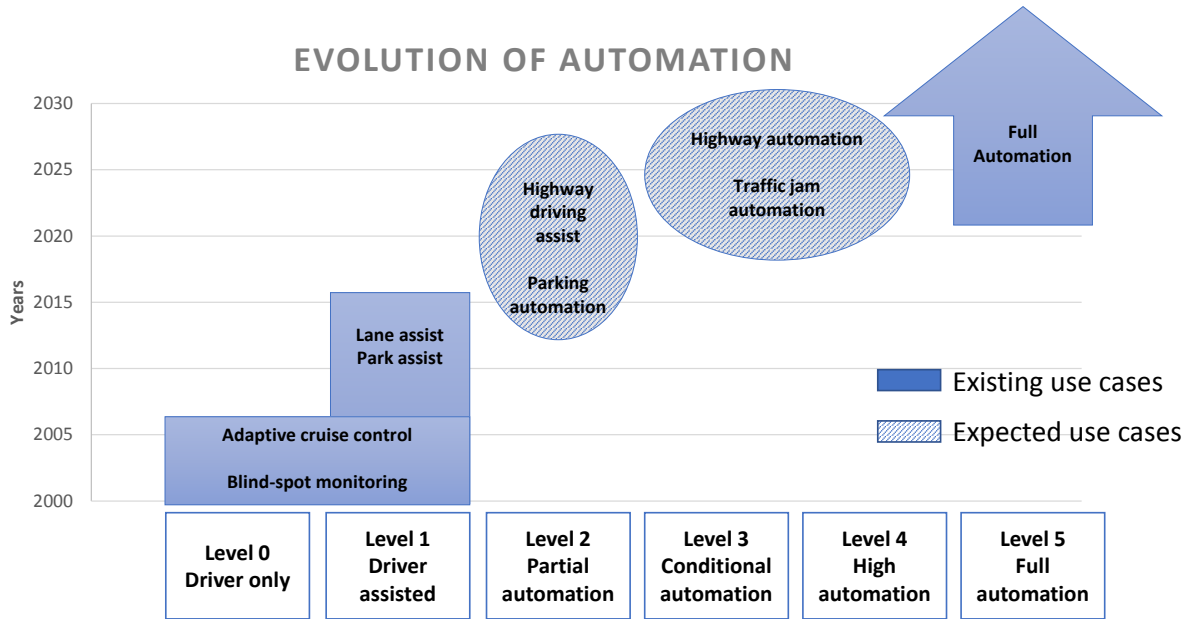 EVOLUTION OF AUTOMATION
Years
2030
2025
2020
2015
2010
2005
2000
Full
Automation
Highway automation
Traffic jam
automation
Highway
driving
assist
Parking
automation
Lane assist
Park assist
Adaptive cruise control
Blind-spot monitoring
Existing use cases
Expected use cases
Level 0
Driver only
Level 1
Driver
assisted
Level 2
Partial
automation
Level 3
Conditional
automation
Level 4
High
automation
Level 5
Full
automation